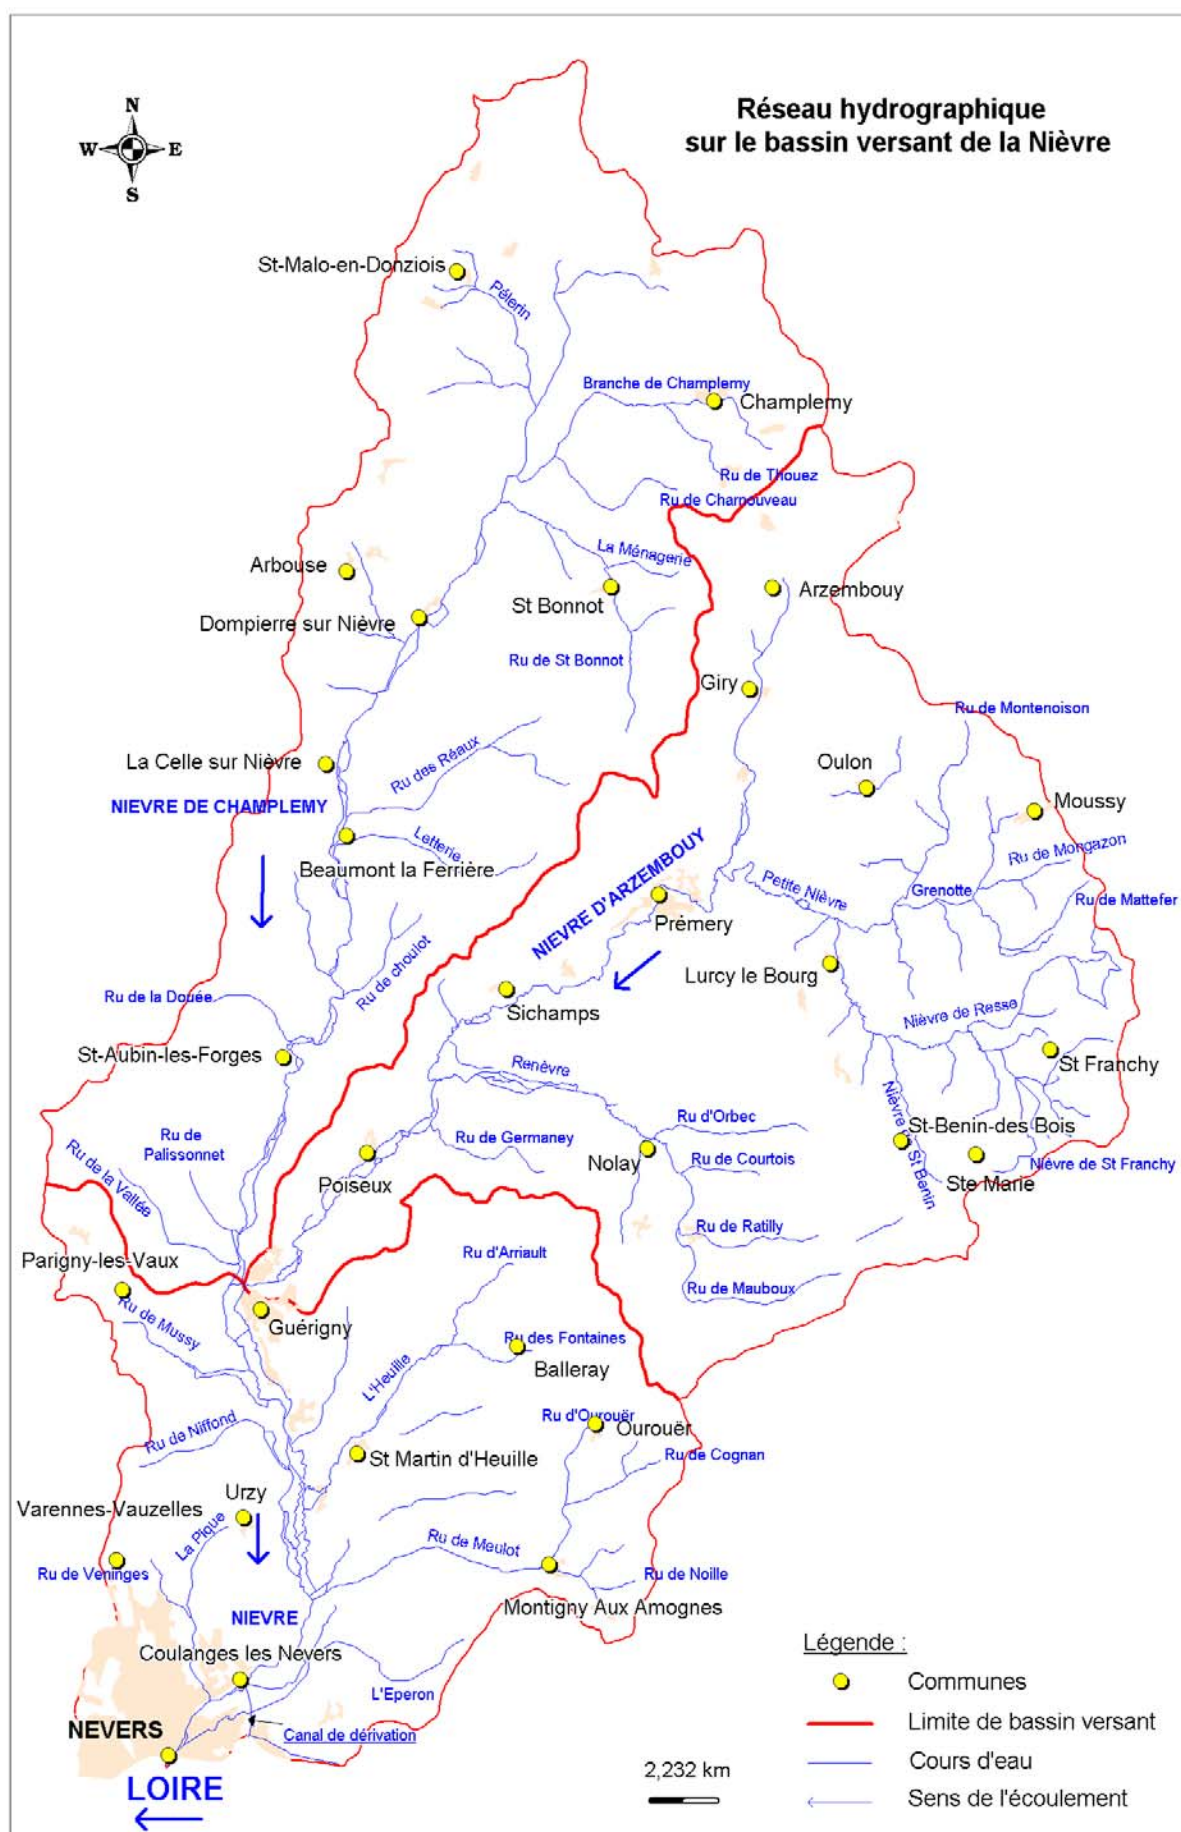 Réseau hydrographique
sur le bassin versant de la Nièvre
N
W
E
S
St-Malo-en-Donziois
Pélerin
Branche de Champlemy
Champlemy
Ru de Thouez
Ru de Charnouveau
La Ménagerie
Arbouse
St Bonnot
Arzembouy
Dompierre sur Nièvre
Ru de St Bonnot
Giry
Ru de Montenoison
La Celle sur Nièvre
Ru des Réaux
Oulon
NIEVRE DE CHAMPLEMY
Moussy
Letterie
Beaumont la Ferrière
NIEVRE D'ARZEMBOUY
Ru de Mongazon
Petite Nièvre
Grenotte
Ru de Mattefer
Prémery
Ru de choulot
Lurcy le Bourg
Ru de la Douée
Sichamps
Nièvre de Resse
St-Aubin-les-Forges
Renèvre
St Franchy
Ru de
Palissonnet
Ru d'Orbec
Nièvre de St Benin
St-Benin-des Bois
Ru de Germaney
Nolay
Ru de Courtois
Nièvre de St Franchy
Ru de la Vallée
Poiseux
Ste Marie
Ru de Ratilly
Parigny-les-Vaux
Ru d'Arriault
Ru de Mauboux
Ru de Mussy
Guérigny
Ru des Fontaines
L'Heuille
Balleray
Ru de Niffond
Ru d'Ourouër
Ourouër
St Martin d'Heuille
Ru de Cognan
Urzy
Varennes-Vauzelles
La Pique
Ru de Meulot
Ru de Veninges
Ru de Noille
NIEVRE
Montigny Aux Amognes
Coulanges les Nevers
L'Eperon
NEVERS
Canal de dérivation
LOIRE
2,232 km
Légende :
Communes
Limite de bassin versant
Cours d'eau
Sens de l'écoulement